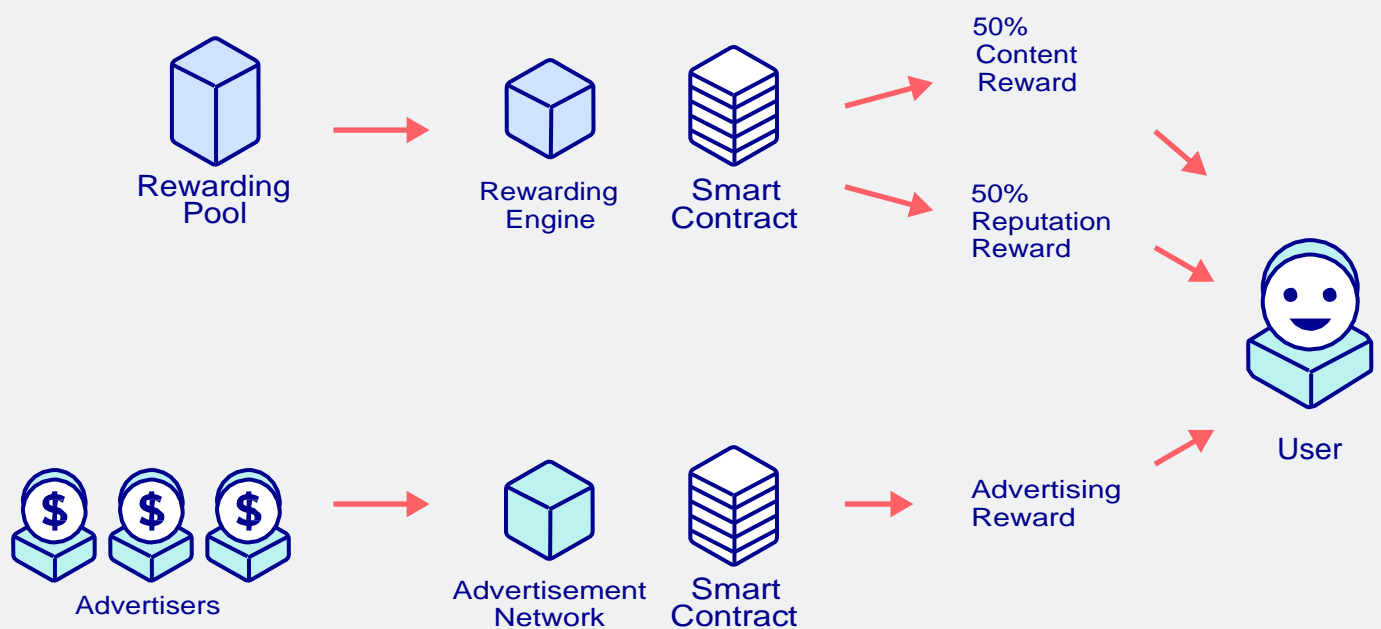 50%
Content
Reward
Rewarding
Pool
Rewarding
Engine
Smart
Contract
50%
Reputation
Reward
User
$ $ $
Advertisers
Advertisement
Network
Smart
Contract
Advertising
Reward